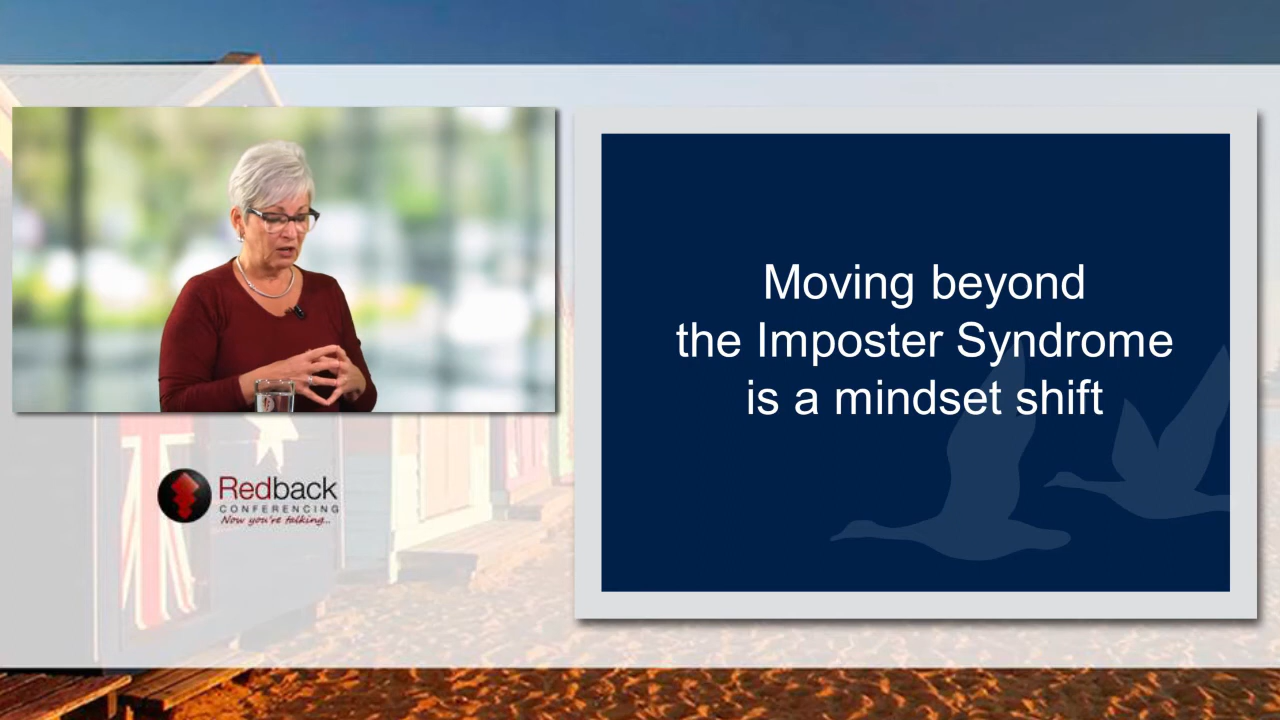 Redback
CONFERENCING
Now you're talking...
Moving beyond
the Imposter Syndrome
is a mindset shift